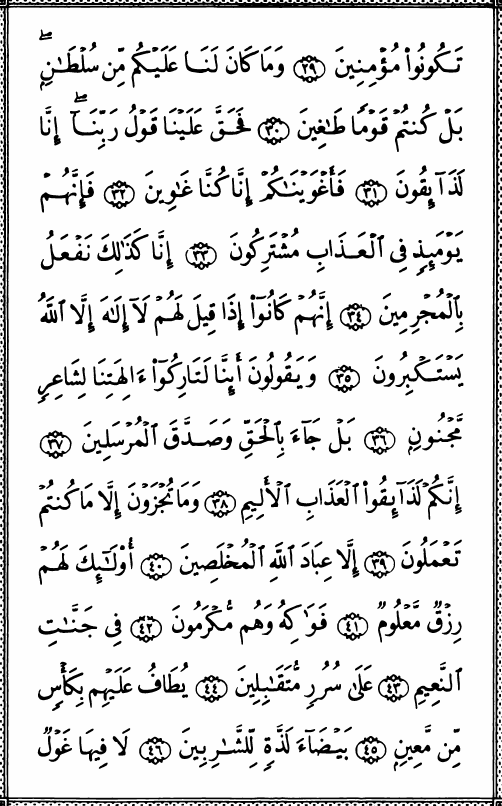 تَكُونُوا۟ مُؤْمِنِينَ ٢٩ وَمَا كَانَ لَنَا عَلَيْكُم مِّن سُلْطَـٰنٍۭ
بَلْ كُنتُمْ قَوْمًا طَـٰغِينَ ٣٠ فَحَقَّ عَلَيْنَا قَوْلُ رَبِّنَآ ۖ إِنَّا
لَذَآئِقُونَ ٣١ فَأَغْوَيْنَـٰكُمْ إِنَّا كُنَّا غَـٰوِينَ ٣٢ فَإِنَّهُمْ
يَوْمَئِذٍ فِى ٱلْعَذَابِ مُشْتَرِكُونَ ٣٣ إِنَّا كَذَٰلِكَ نَفْعَلُ
بِٱلْمُجْرِمِينَ ٣٤ إِنَّهُمْ كَانُوٓا۟ إِذَا قِيلَ لَهُمْ لَآ إِلَـٰهَ إِلَّا ٱللَّهُ
يَسْتَكْبِرُونَ ٣٥ وَيَقُولُونَ أَئِنَّا لَتَارِكُوٓا۟ ءَالِهَتِنَا لِشَاعِرٍ
مَّجْنُونٍۭ ٣٦ بَلْ جَآءَ بِٱلْحَقِّ وَصَدَّقَ ٱلْمُرْسَلِينَ ٣٧
إِنَّكُمْ لَذَآئِقُوا۟ ٱلْعَذَابِ ٱلْأَلِيمِ ٣٨ وَمَا تُجْزَوْنَ إِلَّا مَا كُنتُمْ
تَعْمَلُونَ ٣٩ إِلَّا عِبَادَ ٱللَّهِ ٱلْمُخْلَصِينَ ٤٠ أُو۟لَـٰٓئِكَ لَهُمْ
رِزْقٌ مَّعْلُومٌ ٤١ فَوَٰكِهُ وَهُم مُّكْرَمُونَ ٤٢ فِى جَنَّـٰتِ
ٱلنَّعِيمِ ٤٣ عَلَىٰ سُرُرٍ مُّتَقَـٰبِلِينَ ٤٤ يُطَافُ عَلَيْهِم بِكَأْسٍ
مِّن مَّعِينٍۭ ٤٥ بَيْضَآءَ لَذَّةٍ لِّلشَّـٰرِبِينَ ٤٦ لَا فِيهَا غَوْلٌ